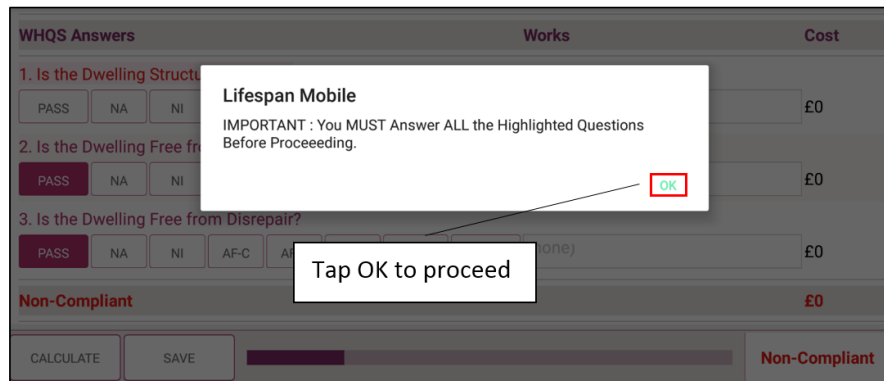 WHQS Answers Works Cost
1. Is the Dwelling Structu
PASS NA NI £0
Lifespan Mobile
IMPORTANT : You MUST Answer ALL the Highlighted Questions
Before Proceeeding.
OK
2. Is the Dwelling Free fr
PASS NA NI £0
3. Is the Dwelling Free from Disrepair?
PASS NA NI AF-C £0
Tap OK to proceed
Non-Compliant £0
CALCULATE SAVE Non-Compliant